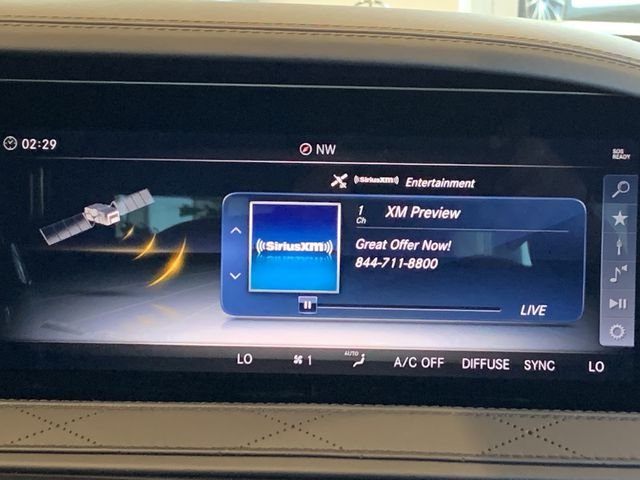 02:29
NW
SOS
READY
((SiriusXM)) Entertainment
1
Ch
XM Preview
((SiriusXM))
Great Offer Now!
844-711-8800
LIVE
LO
1
AUTO
A/C OFF
DIFFUSE
SYNC
LO